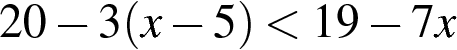 20 − 3(x − 5) < 19 − 7x